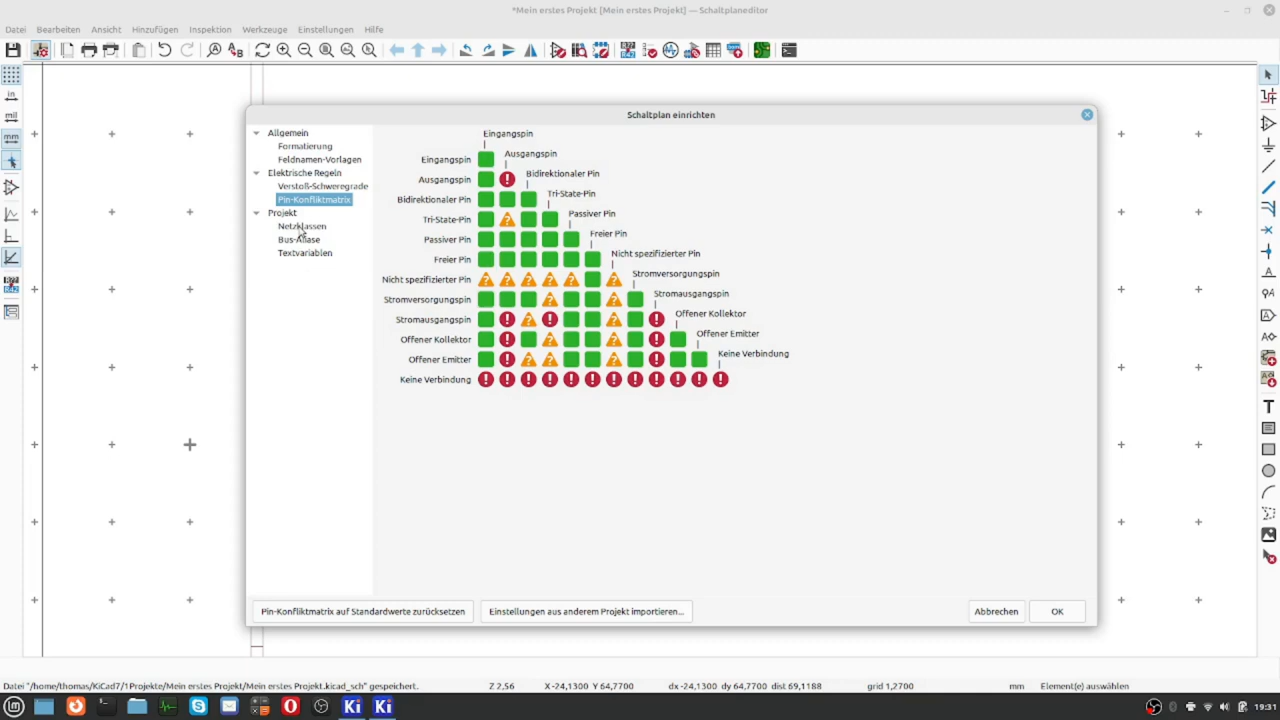 *Mein erstes Projekt [Mein erstes Projekt] — Schaltplaneditor
Datei Bearbeiten Ansicht Hinzufügen Inspektion Werkzeuge Einstellungen Hilfe
in
mil
mm
Schaltplan einrichten
Allgemein
Formatierung
Feldnamen-Vorlagen
Elektrische Regeln
Verstoß-Schweregrade
Pin-Konfliktmatrix
Projekt
Netzklassen
Bus-Aliase
Textvariablen
Eingangspin
Ausgangspin
Bidirektionaler Pin
Tri-State-Pin
Passiver Pin
Freier Pin
Nicht spezifizierter Pin
Stromversorgungspin
Stromausgangspin
Offener Kollektor
Offener Emitter
Keine Verbindung
Eingangspin
Ausgangspin
Bidirektionaler Pin
Tri-State-Pin
Passiver Pin
Freier Pin
Nicht spezifizierter Pin
Stromversorgungspin
Stromausgangspin
Offener Kollektor
Offener Emitter
Keine Verbindung
Pin-Konfliktmatrix auf Standardwerte zurücksetzen Einstellungen aus anderem Projekt importieren... Abbrechen OK
Datei "/home/thomas/KiCad7/1Projekte/Mein erstes Projekt/Mein erstes Projekt.kicad_sch" gespeichert. Z 2,56 X -24,1300 Y 64,7700 dx -24,1300 dy 64,7700 dist 69,1188 grid 1,2700 mm Element(e) auswählen
19:31